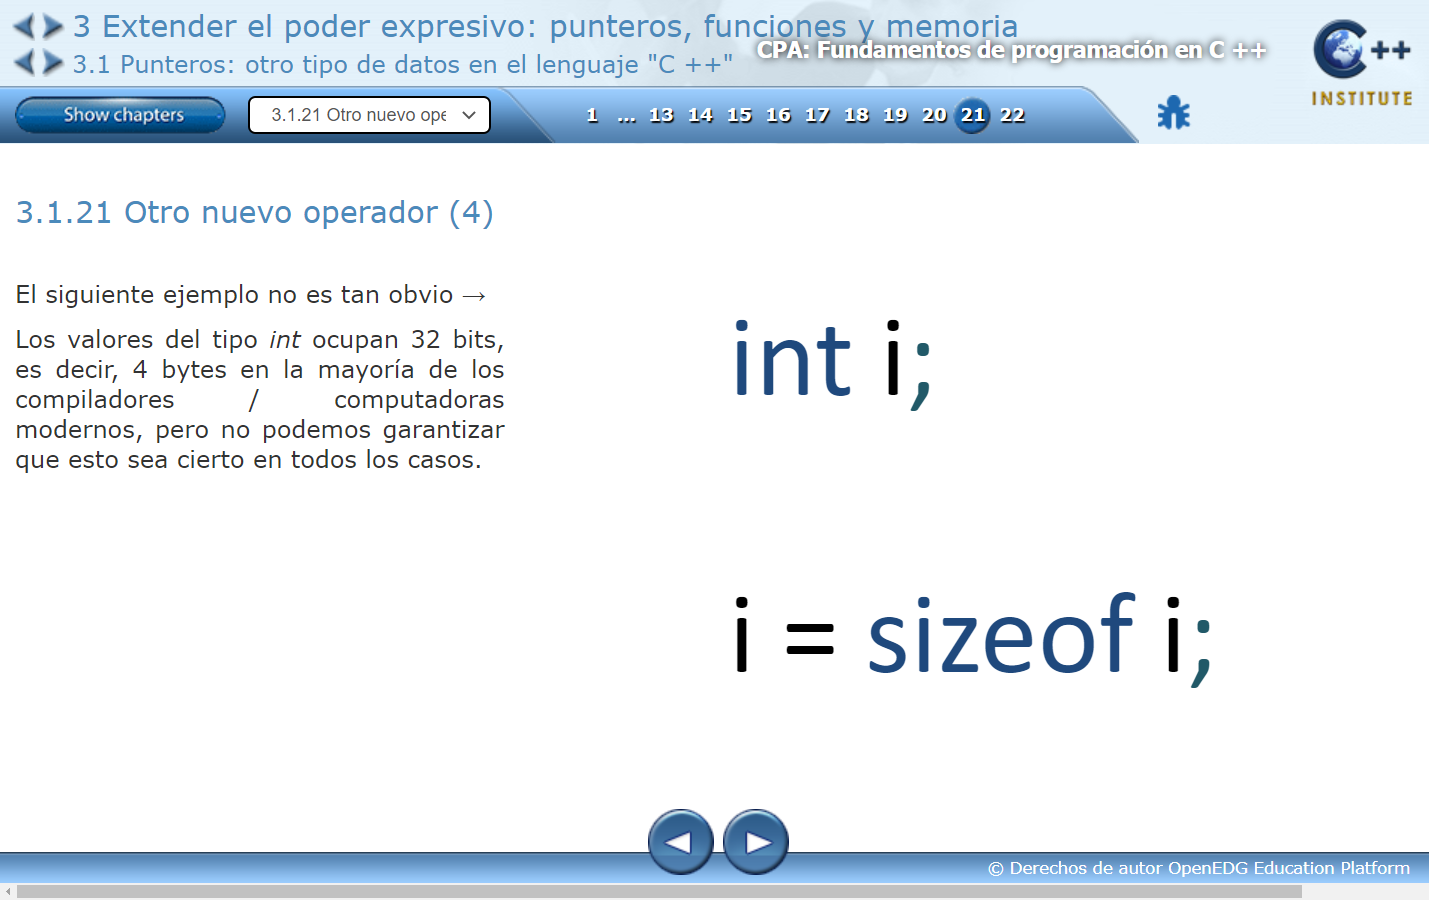 3 Extender el poder expresivo: punteros, funciones y memoria
3.1 Punteros: otro tipo de datos en el lenguaje "C ++"
CPA: Fundamentos de programación en C ++
++
INSTITUTE
Show chapters
3.1.21 Otro nuevo ope
1 ... 13 14 15 16 17 18 19 20 21 22
3.1.21 Otro nuevo operador (4)
El siguiente ejemplo no es tan obvio →
Los valores del tipo int ocupan 32 bits,
es decir, 4 bytes en la mayoría de los
compiladores / computadoras
modernos, pero no podemos garantizar
que esto sea cierto en todos los casos.
int i;
i = sizeof i;
© Derechos de autor OpenEDG Education Platform